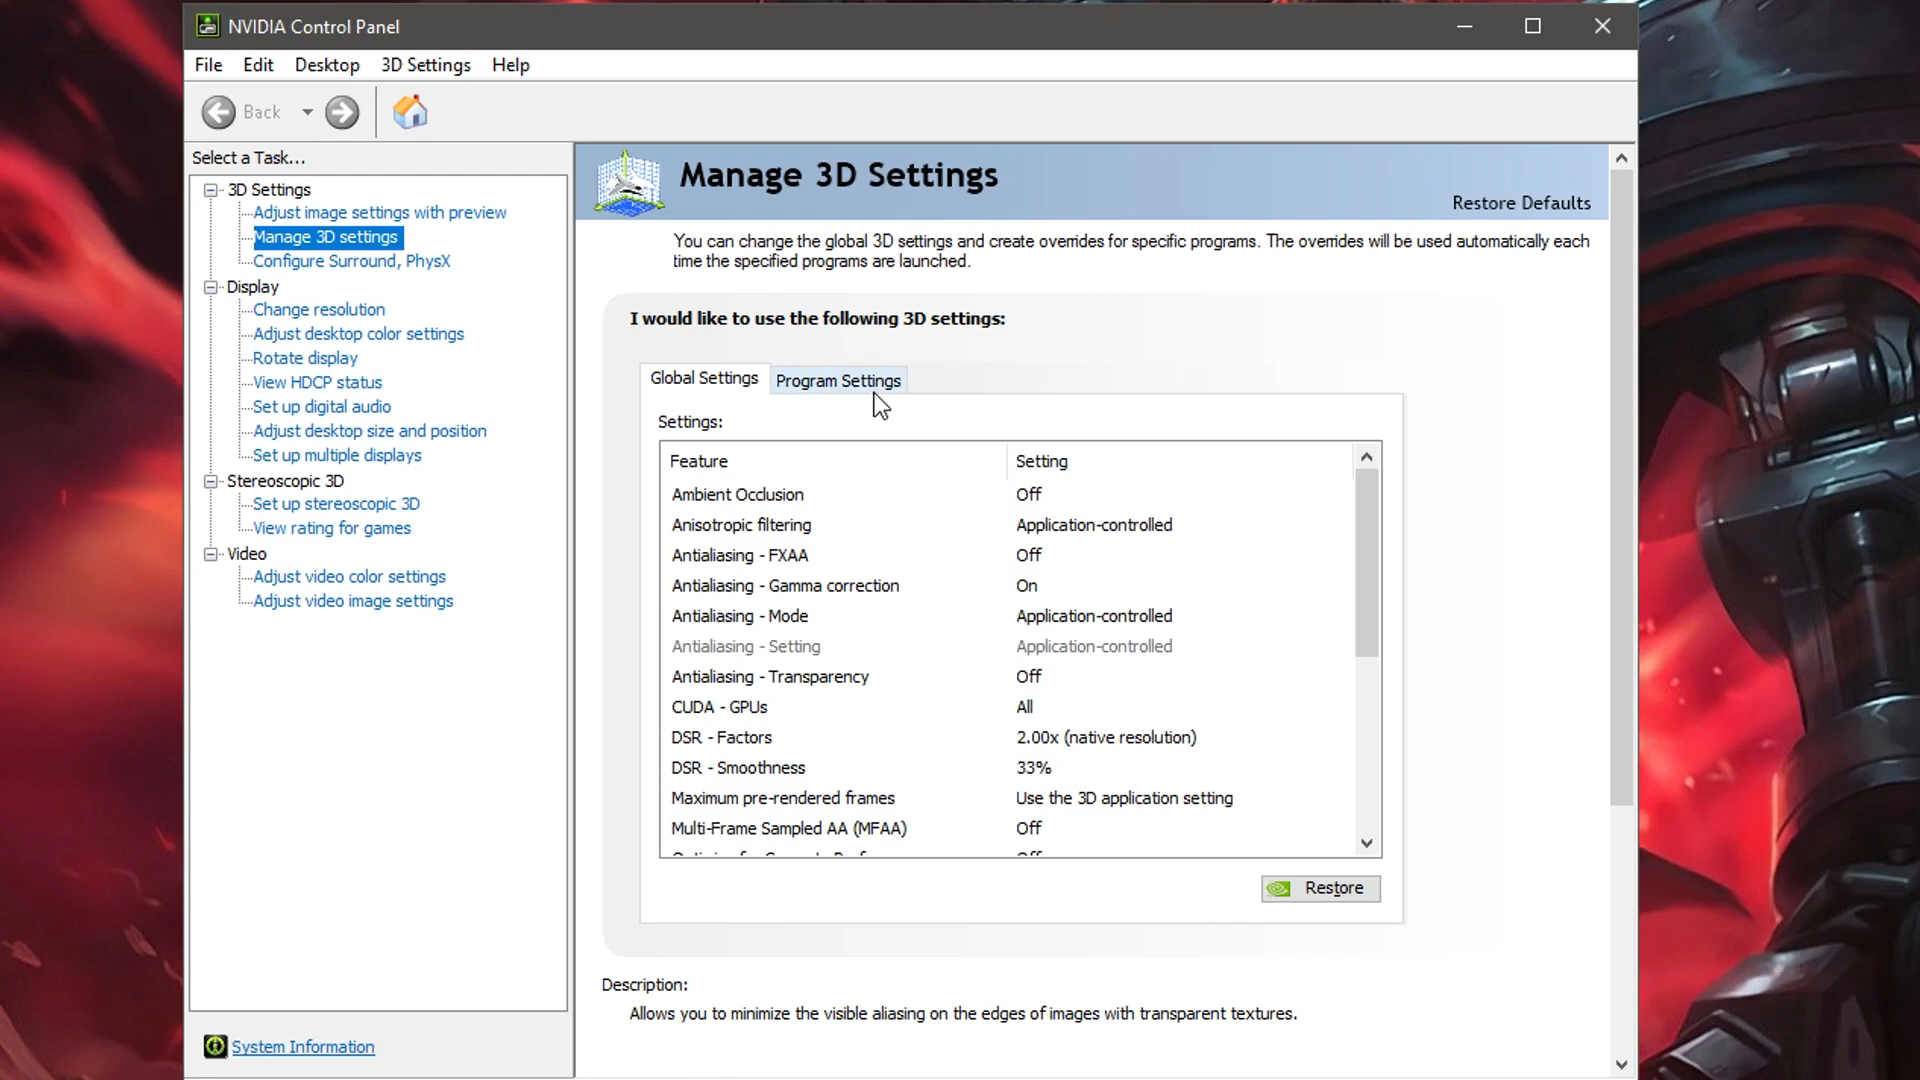 NVIDIA Control Panel
File Edit Desktop 3D Settings Help
Back
Select a Task...
3D Settings
Adjust image settings with preview
Manage 3D settings
Configure Surround, PhysX
Display
Change resolution
Adjust desktop color settings
Rotate display
View HDCP status
Set up digital audio
Adjust desktop size and position
Set up multiple displays
Stereoscopic 3D
Set up stereoscopic 3D
View rating for games
Video
Adjust video color settings
Adjust video image settings
System Information
Manage 3D Settings
Restore Defaults
You can change the global 3D settings and create overrides for specific programs. The overrides will be used automatically each
time the specified programs are launched.
I would like to use the following 3D settings:
Global Settings Program Settings
Settings:
Feature Setting
Ambient Occlusion Off
Anisotropic filtering Application-controlled
Antialiasing - FXAA Off
Antialiasing - Gamma correction On
Antialiasing - Mode Application-controlled
Antialiasing - Setting Application-controlled
Antialiasing - Transparency Off
CUDA - GPUs All
DSR - Factors 2.00x (native resolution)
DSR - Smoothness 33%
Maximum pre-rendered frames Use the 3D application setting
Multi-Frame Sampled AA (MFAA) Off
Restore
Description:
Allows you to minimize the visible aliasing on the edges of images with transparent textures.